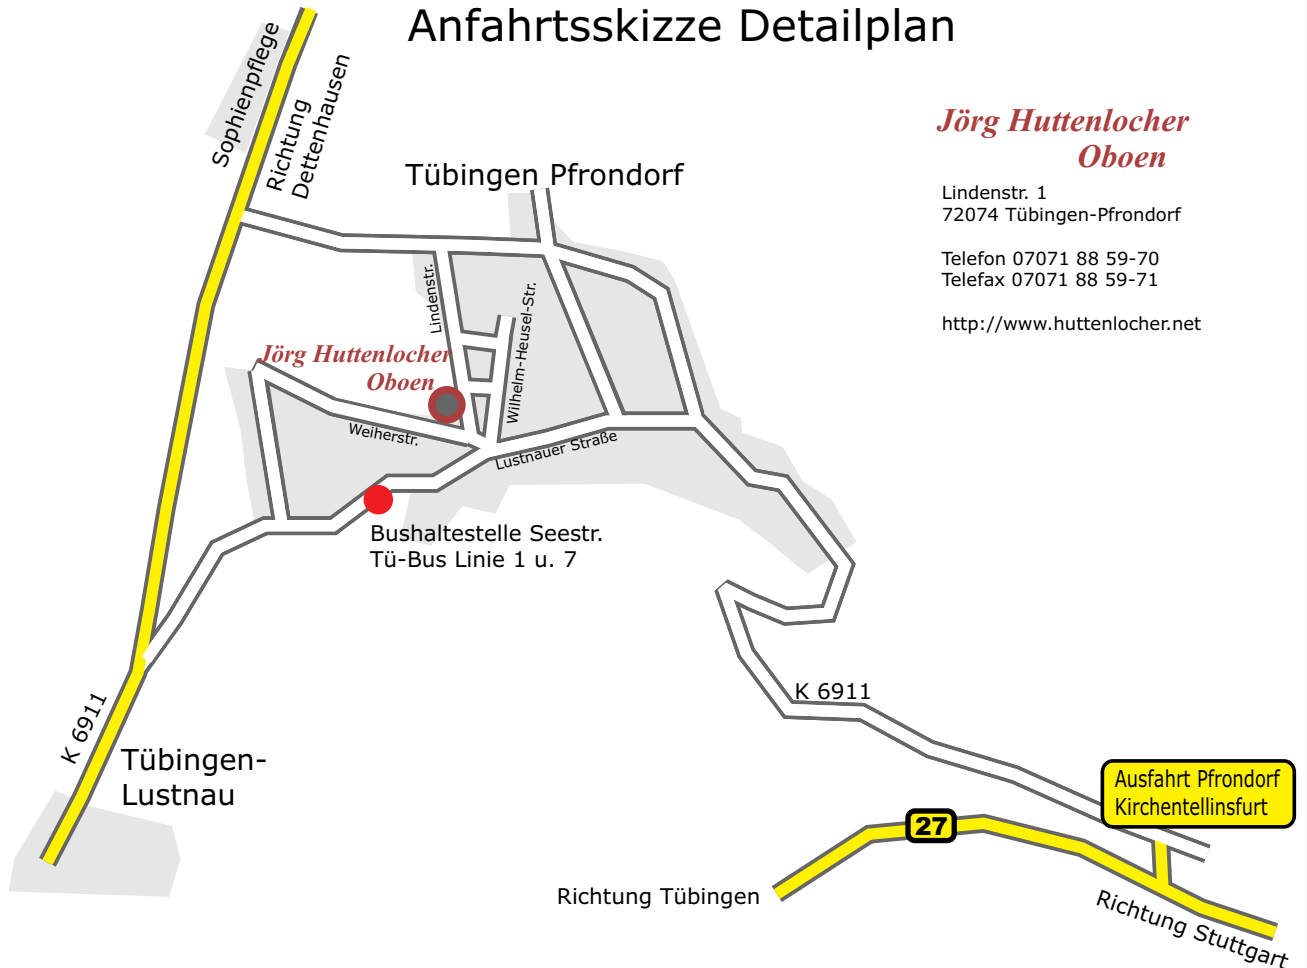 Anfahrtsskizze Detailplan
Sophienpflege
Richtung
Dettenhausen
Jörg Huttenlocher
Oboen
Lindenstr. 1
72074 Tübingen-Pfrondorf
Telefon 07071 88 59-70
Telefax 07071 88 59-71
http://www.huttenlocher.net
Tübingen Pfrondorf
Lindenstr.
Wilhelm-Heusel-Str.
Jörg Huttenlocher
Oboen
Weiherstr.
Lustnauer Straße
Bushaltestelle Seestr.
Tü-Bus Linie 1 u. 7
K 6911
Tübingen-
Lustnau
K 6911
Ausfahrt Pfrondorf
Kirchentellinsfurt
27
Richtung Tübingen
Richtung Stuttgart